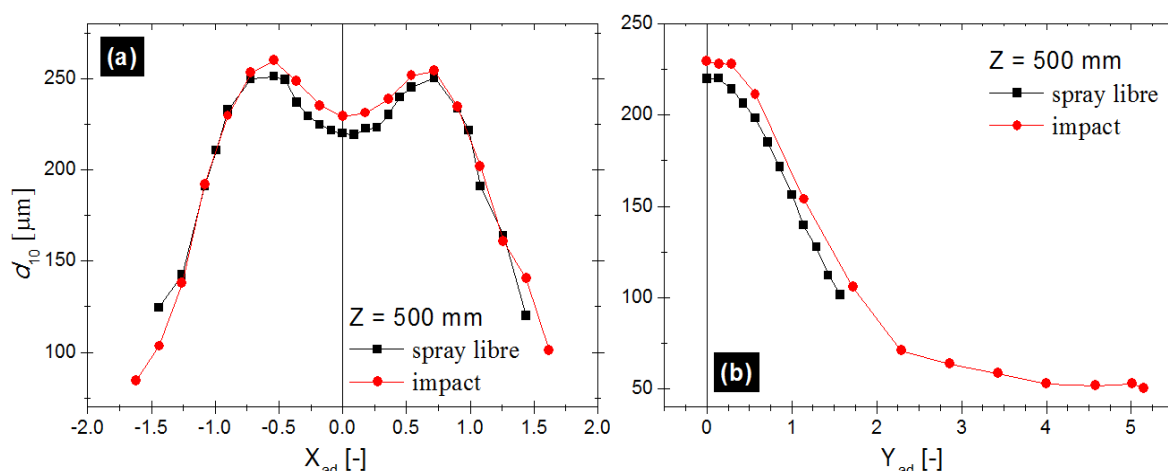 (a)
250
200
150
100
d10 [µm]
Z = 500 mm
spray libre
impact
-2.0 -1.5 -1.0 -0.5 0.0 0.5 1.0 1.5 2.0
Xad [-]
250
200
150
100
50
Z = 500 mm
spray libre
impact
(b)
0 1 2 3 4 5
Yad [-]